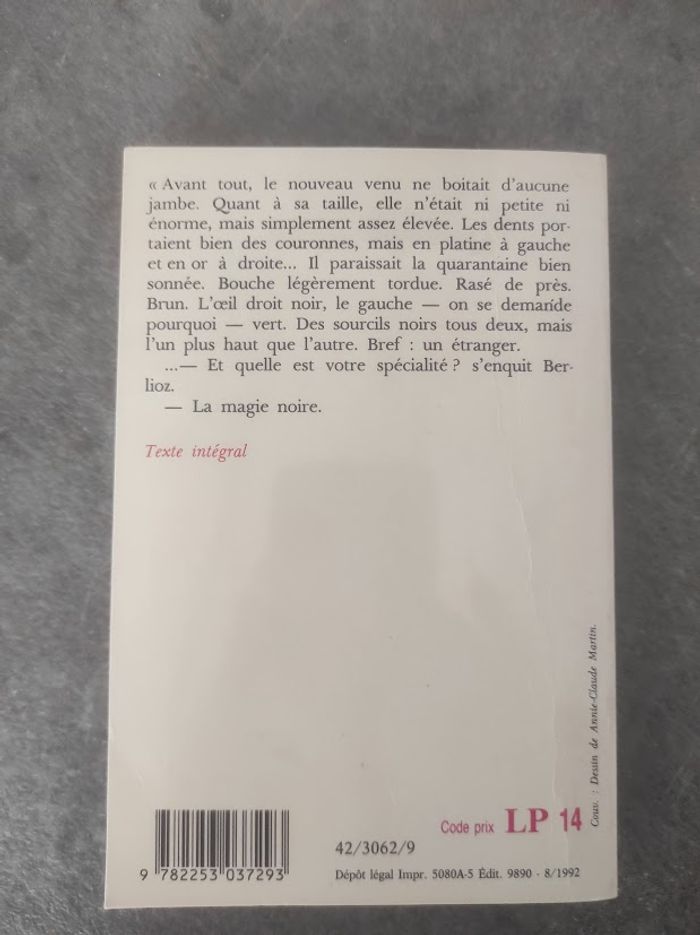 « Avant tout, le nouveau venu ne boitait d'aucune
jambe. Quant à sa taille, elle n'était ni petite ni
énorme, mais simplement assez élevée. Les dents por-
taient bien des couronnes, mais en platine à gauche
et en or à droite... Il paraissait la quarantaine bien
sonnée. Bouche légèrement tordue. Rasé de près.
Brun. L'œil droit noir, le gauche — on se demande
pourquoi — vert. Des sourcils noirs tous deux, mais
l'un plus haut que l'autre. Bref : un étranger.
...— Et quelle est votre spécialité ? s'enquit Ber-
lioz.
— La magie noire.
Texte intégral
Couv. : Dessin de Annie-Claude Martin.
Code prix LP 14
42/3062/9
9 782253 037293
Dépôt légal Impr. 5080A-5 Édit. 9890 - 8/1992